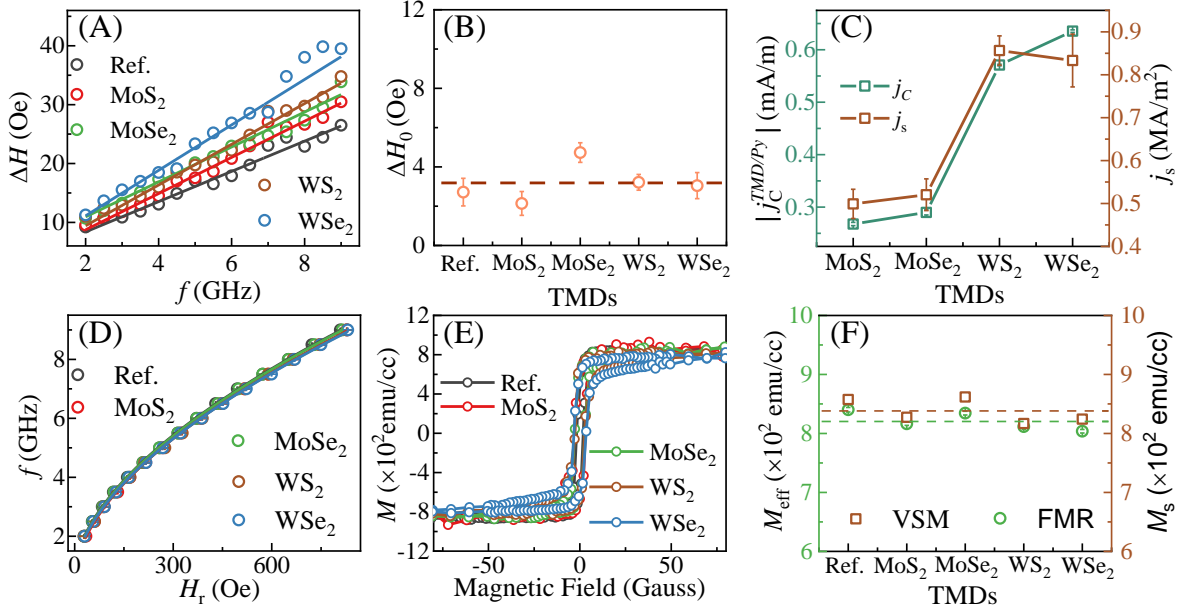 (A)
40
30
20
10
ΔH (Oe)
Ref.
MoS2
MoSe2
WS2
WSe2
2 4 6 8
f (GHz)
(B)
12
8
4
0
ΔH0 (Oe)
Ref. MoS2 MoSe2 WS2 WSe2
TMDs
(C)
0.6
0.5
0.4
0.3
|jC^TMD/Py| (mA/m)
jC
js
0.9
0.8
0.7
0.6
0.5
0.4
js (MA/m²)
MoS2 MoSe2 WS2 WSe2
TMDs
(D)
8
6
4
2
f (GHz)
Ref.
MoS2
MoSe2
WS2
WSe2
0 300 600
Hr (Oe)
(E)
12
8
4
0
-4
-8
-12
M (×10² emu/cc)
Ref.
MoS2
MoSe2
WS2
WSe2
-50 0 50
Magnetic Field (Gauss)
(F)
10
9
8
7
6
Meff (×10² emu/cc)
VSM
FMR
10
9
8
7
6
Ms (×10² emu/cc)
Ref. MoS2 MoSe2 WS2 WSe2
TMDs